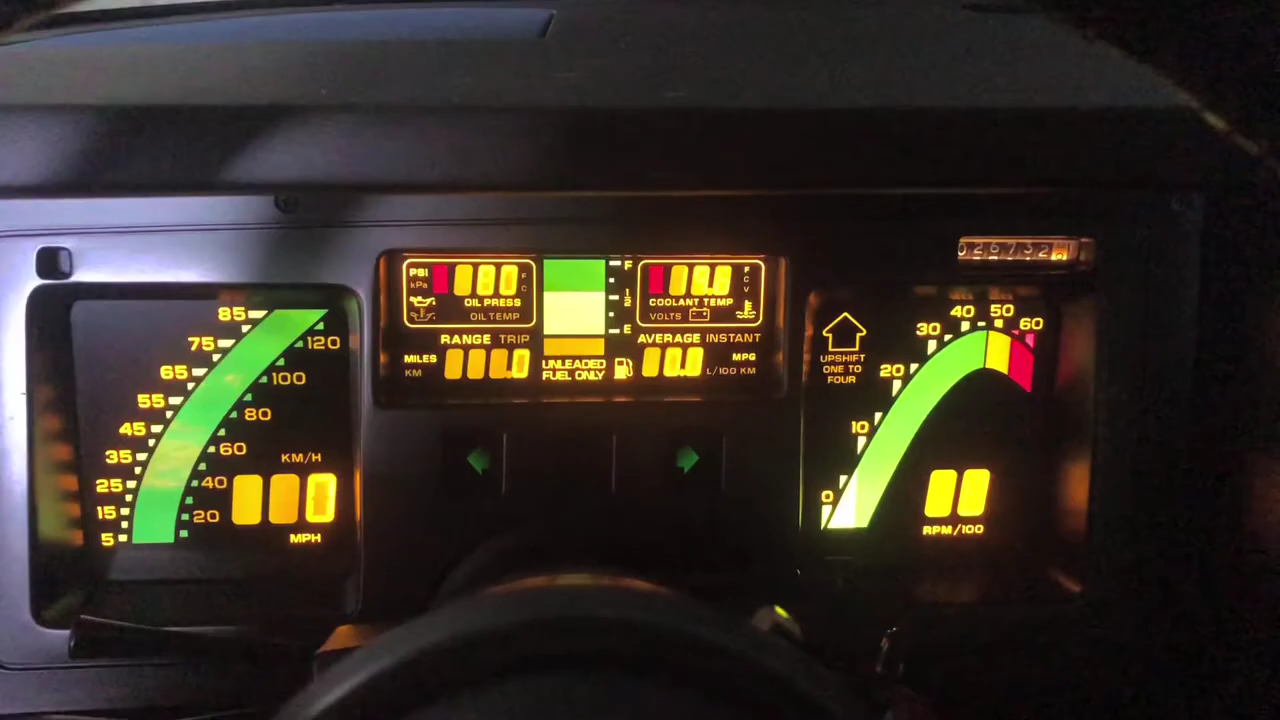 85
75
65
55
45
35
25
15
5
120
100
80
60
40
20
KM/H
MPH
PSI
kPa
F
C
OIL PRESS
OIL TEMP
RANGE TRIP
MILES
KM
F
1/2
E
UNLEADED
FUEL ONLY
F
C
V
COOLANT TEMP
VOLTS
AVERAGE INSTANT
MPG
L/100 KM
026732
UPSHIFT
ONE TO
FOUR
0
10
20
30
40
50
60
RPM/100